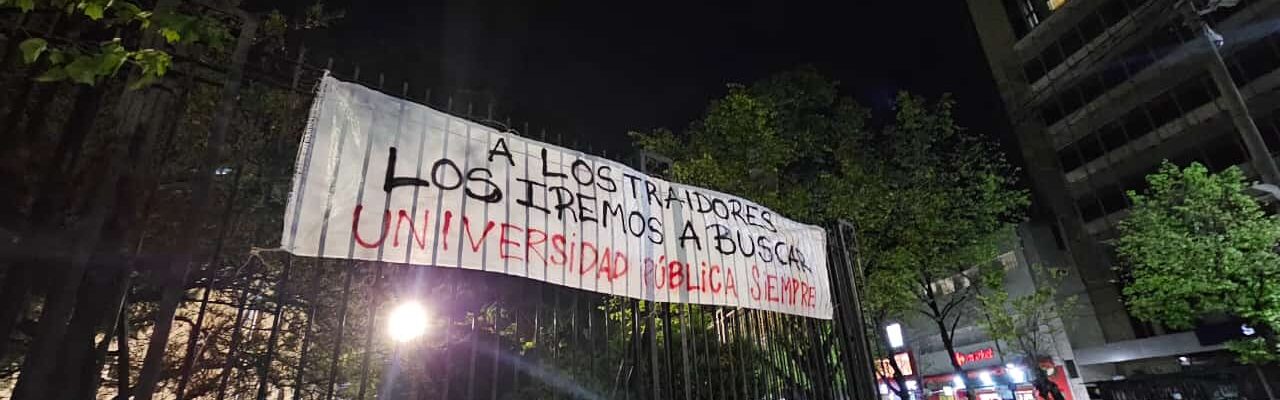 A LOS TRAIDORES
LOS IREMOS A BUSCAR
UNIVERSIDAD PÚBLICA SIEMPRE